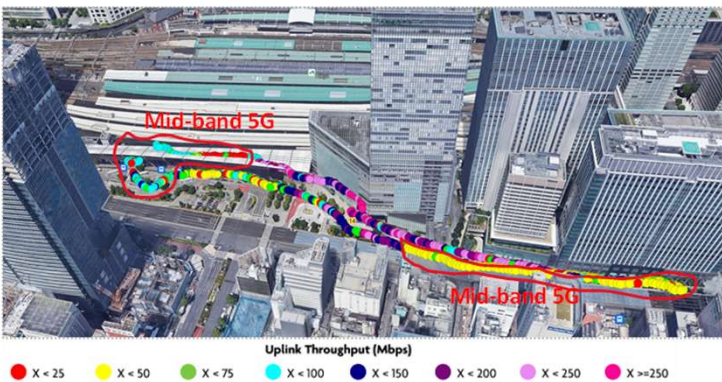 Mid-band 5G
Mid-band 5G
Uplink Throughput (Mbps)
X < 25 X < 50 X < 75 X < 100 X < 150 X < 200 X < 250 X >=250